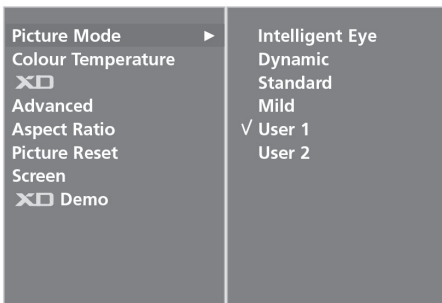 Picture Mode ►
Colour Temperature
XD
Advanced
Aspect Ratio
Picture Reset
Screen
XD Demo
Intelligent Eye
Dynamic
Standard
Mild
√ User 1
User 2